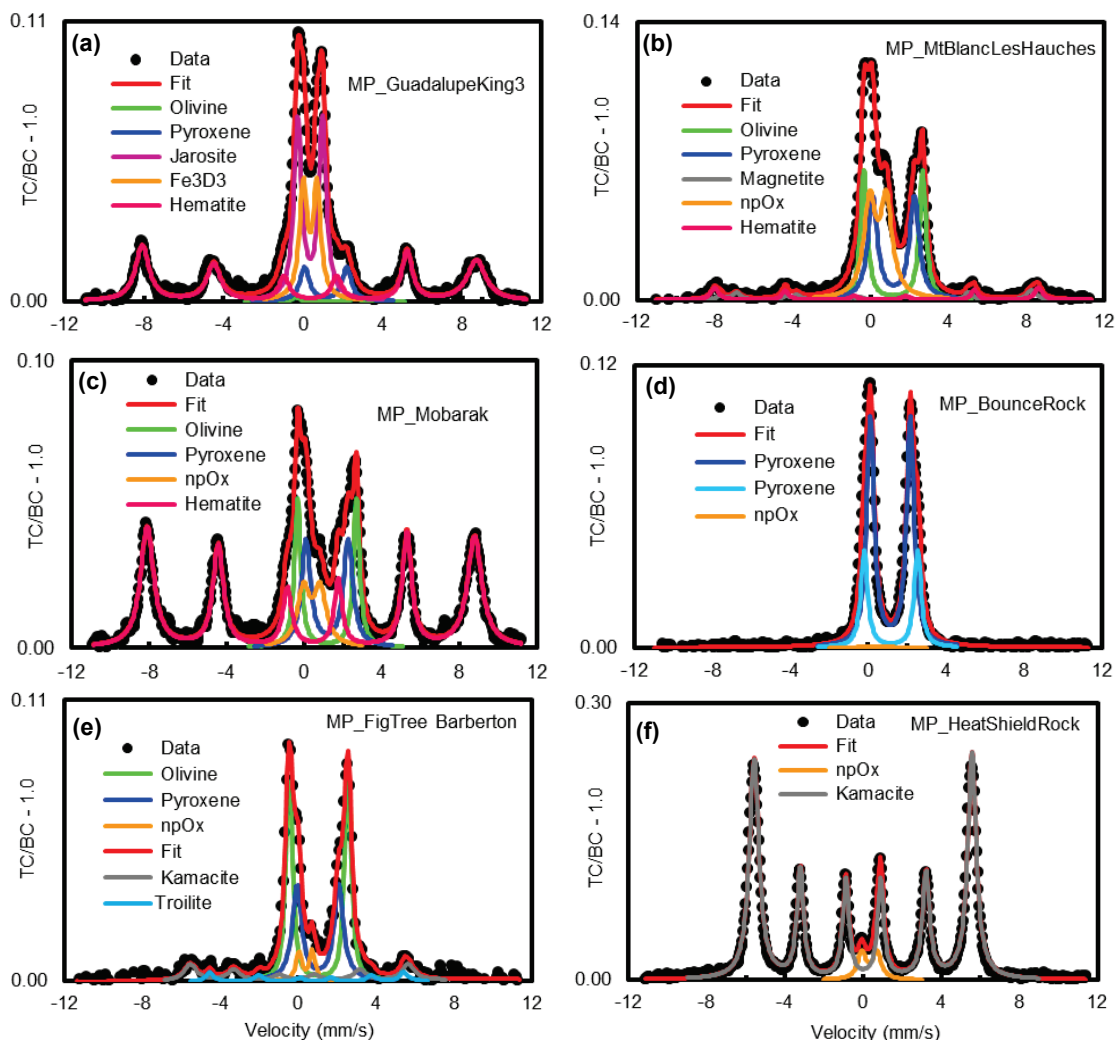 0.11
(a)
Data
Fit
Olivine
Pyroxene
Jarosite
Fe3D3
Hematite
MP_GuadalupeKing3
TC/BC - 1.0
0.00
-12 -8 -4 0 4 8 12
0.14
(b)
MP_MtBlancLesHauches
Data
Fit
Olivine
Pyroxene
Magnetite
npOx
Hematite
TC/BC - 1.0
0.00
-12 -8 -4 0 4 8 12
0.10
(c)
Data
Fit
Olivine
Pyroxene
npOx
Hematite
MP_Mobarak
TC/BC - 1.0
0.00
-12 -8 -4 0 4 8 12
0.12
(d)
Data
Fit
Pyroxene
Pyroxene
npOx
MP_BounceRock
TC/BC - 1.0
0.00
-12 -8 -4 0 4 8 12
0.11
(e)
MP_FigTree Barberton
Data
Olivine
Pyroxene
npOx
Fit
Kamacite
Troilite
TC/BC - 1.0
0.00
-12 -8 -4 0 4 8 12
Velocity (mm/s)
0.30
(f)
Data
Fit
npOx
Kamacite
MP_HeatShieldRock
TC/BC - 1.0
0.00
-12 -8 -4 0 4 8 12
Velocity (mm/s)